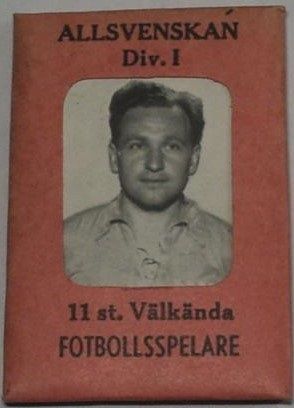 ALLSVENSKAN
Div. I
11 st. Välkända
FOTBOLLSSPELARE